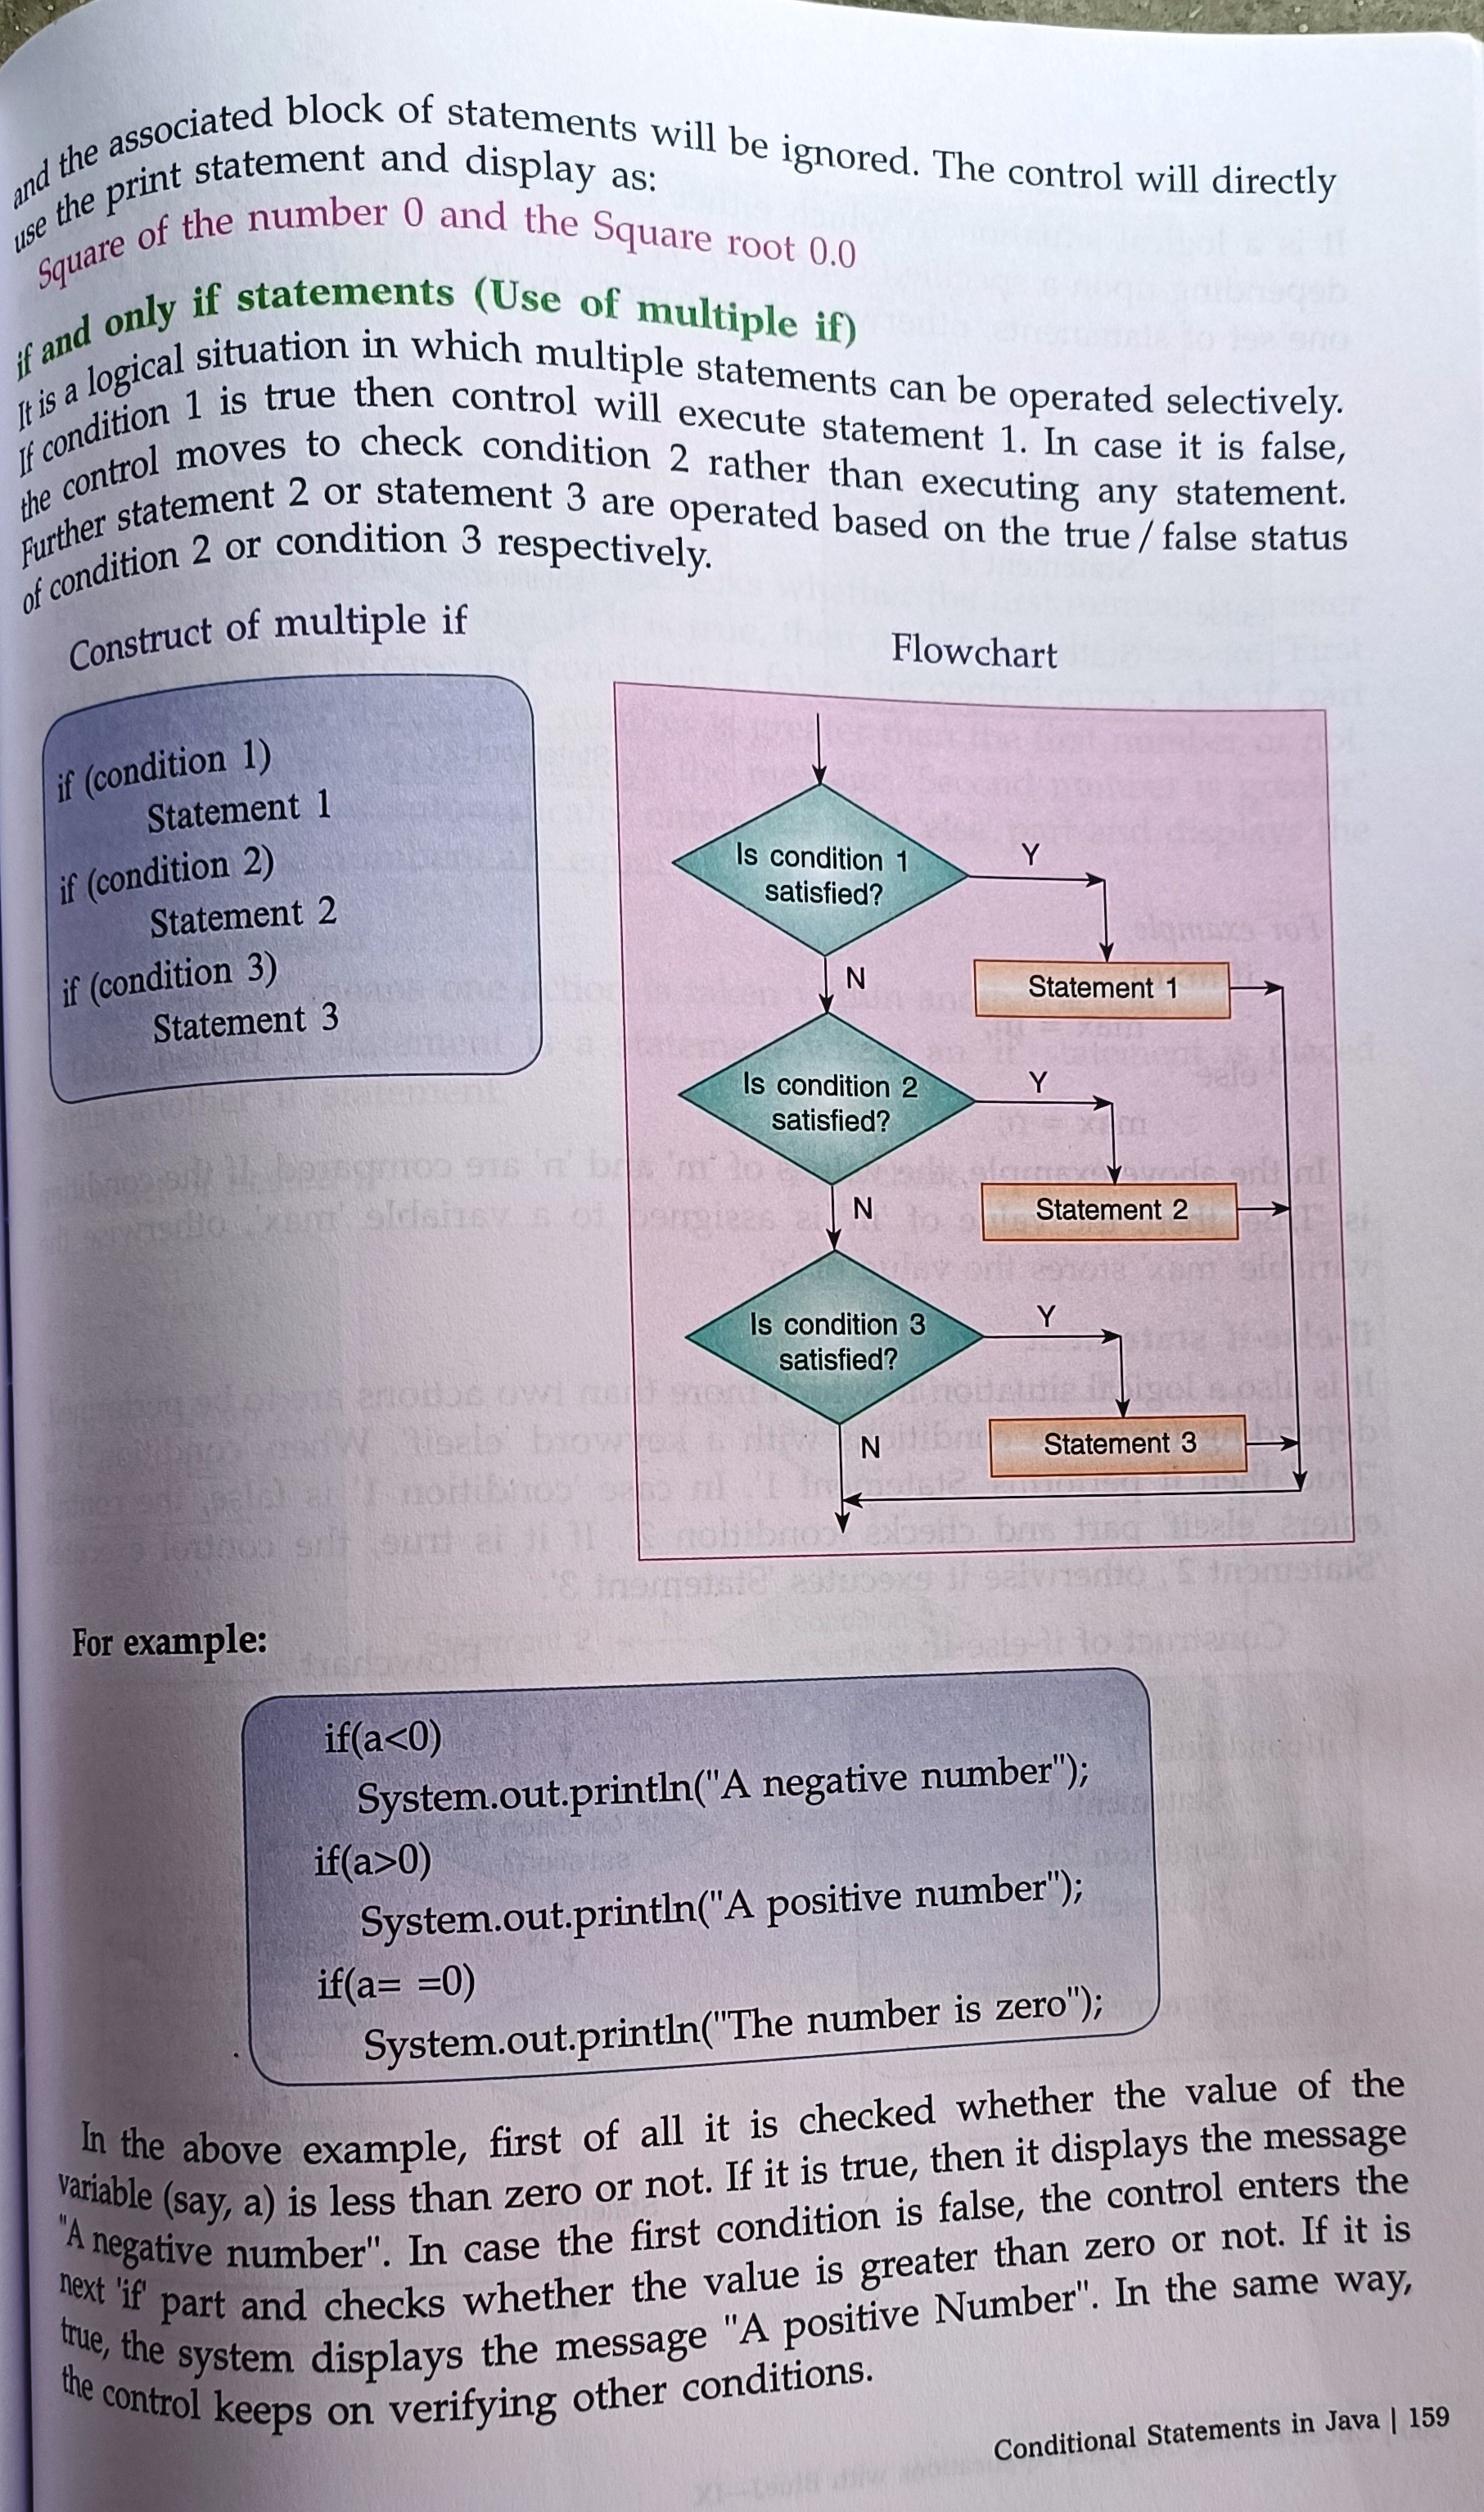 and the associated block of statements will be ignored. The control will directly
use the print statement and display as:
Square of the number 0 and the Square root 0.0
if and only if statements (Use of multiple if)
It is a logical situation in which multiple statements can be operated selectively.
If condition 1 is true then control will execute statement 1. In case it is false,
the control moves to check condition 2 rather than executing any statement.
Further statement 2 or statement 3 are operated based on the true / false status
of condition 2 or condition 3 respectively.
Construct of multiple if
if (condition 1)
Statement 1
if (condition 2)
Statement 2
if (condition 3)
Statement 3
Flowchart
Is condition 1
satisfied?
Y
N
Statement 1
Is condition 2
satisfied?
Y
N
Statement 2
Is condition 3
satisfied?
Y
N
Statement 3
For example:
if(a<0)
System.out.println("A negative number");
if(a>0)
System.out.println("A positive number");
if(a= =0)
System.out.println("The number is zero");
In the above example, first of all it is checked whether the value of the
variable (say, a) is less than zero or not. If it is true, then it displays the message
"A negative number". In case the first condition is false, the control enters the
next 'if' part and checks whether the value is greater than zero or not. If it is
true, the system displays the message "A positive Number". In the same way,
the control keeps on verifying other conditions.
Conditional Statements in Java | 159